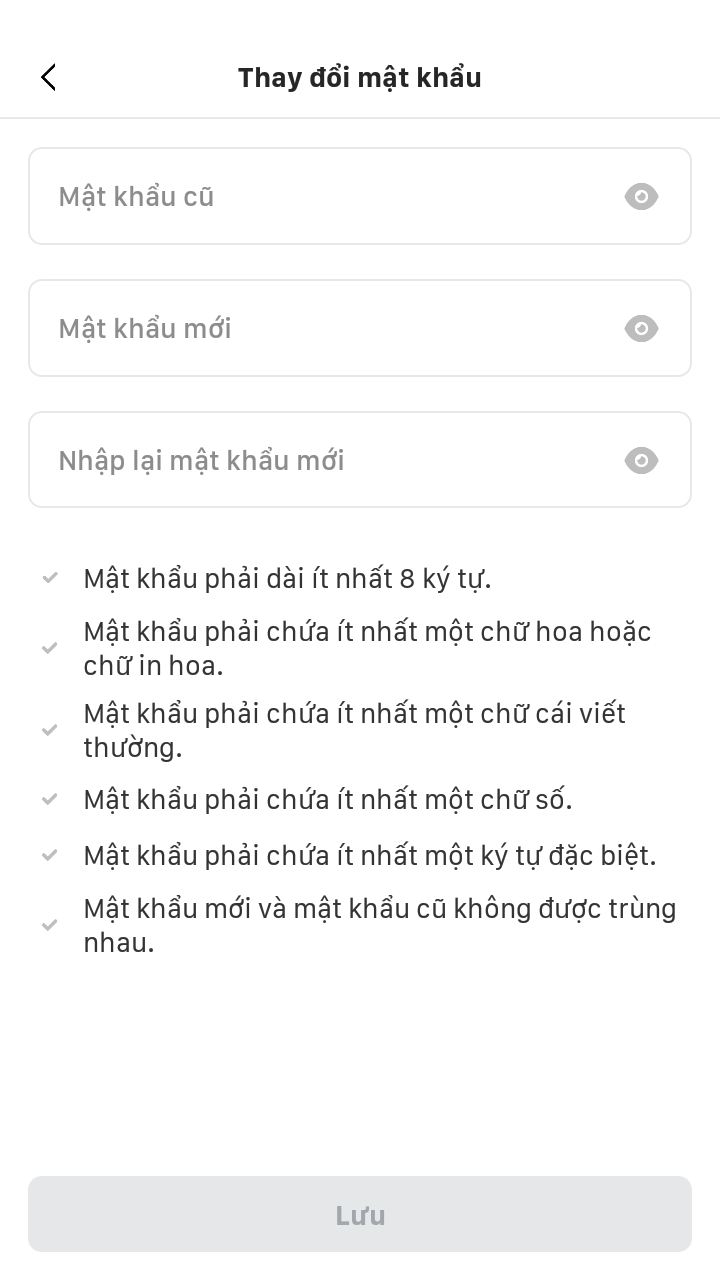 Thay đổi mật khẩu
Mật khẩu cũ
Mật khẩu mới
Nhập lại mật khẩu mới
Mật khẩu phải dài ít nhất 8 ký tự.
Mật khẩu phải chứa ít nhất một chữ hoa hoặc
chữ in hoa.
Mật khẩu phải chứa ít nhất một chữ cái viết
thường.
Mật khẩu phải chứa ít nhất một chữ số.
Mật khẩu phải chứa ít nhất một ký tự đặc biệt.
Mật khẩu mới và mật khẩu cũ không được trùng
nhau.
Lưu